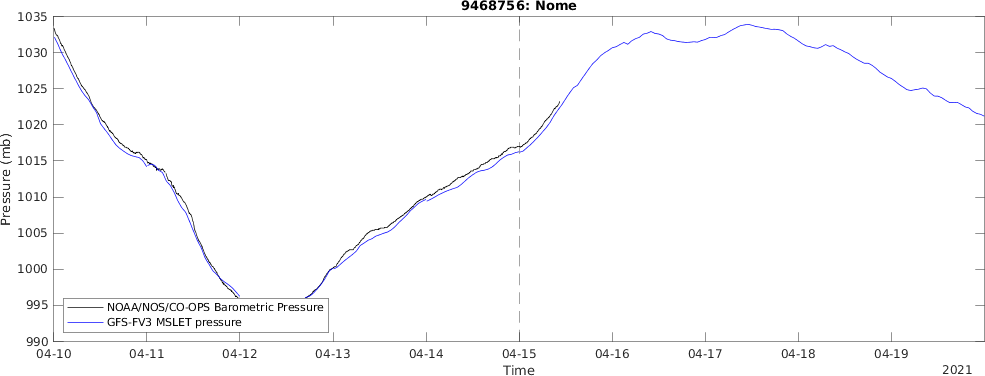 9468756: Nome
1035
1030
1025
1020
1015
1010
1005
1000
995
990
Pressure (mb)
NOAA/NOS/CO-OPS Barometric Pressure
GFS-FV3 MSLET pressure
04-10 04-11 04-12 04-13 04-14 04-15 04-16 04-17 04-18 04-19
Time
2021